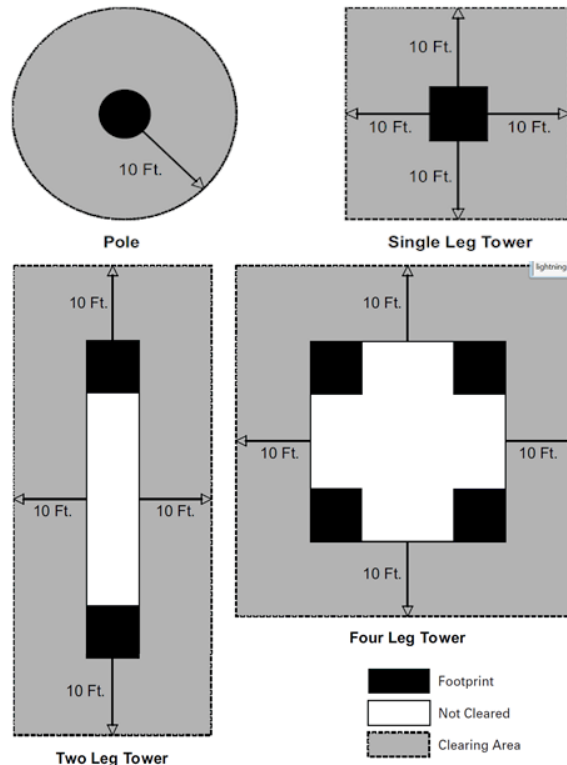 10 Ft.
Pole
10 Ft.
10 Ft.
10 Ft.
10 Ft.
Single Leg Tower
10 Ft.
10 Ft.
10 Ft.
10 Ft.
Two Leg Tower
lightning
10 Ft.
10 Ft.
10 Ft.
10 Ft.
Four Leg Tower
Footprint
Not Cleared
Clearing Area